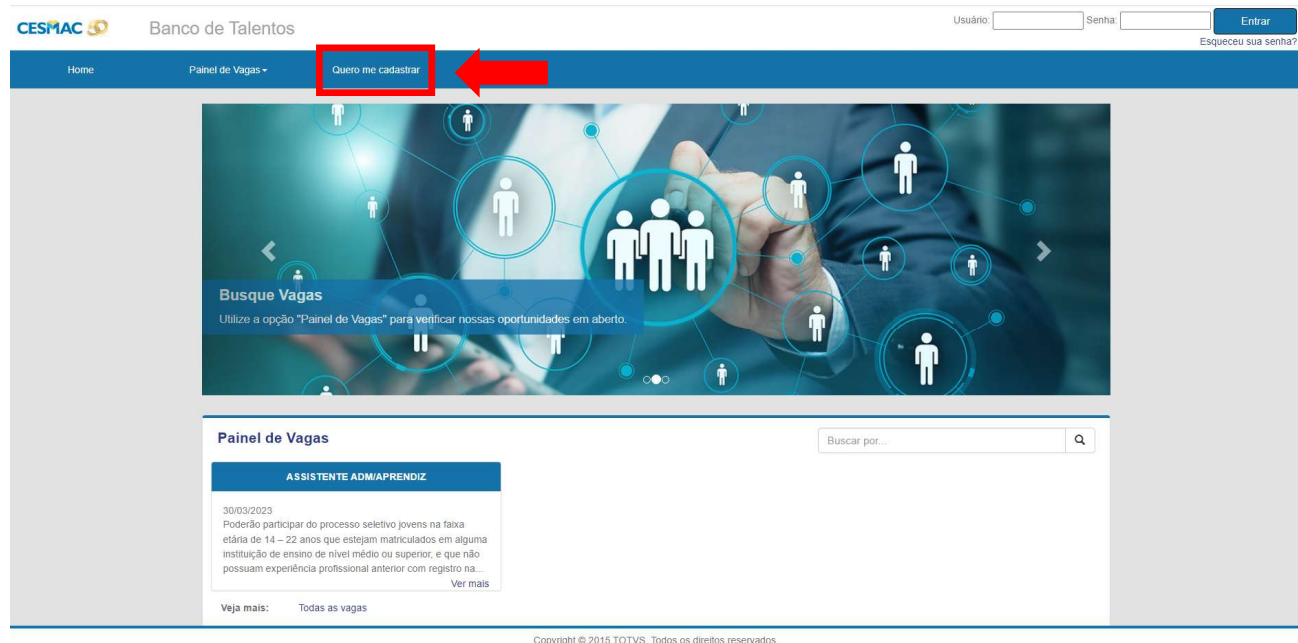 CESMAC 50
Banco de Talentos
Usuário:
Senha:
Entrar
Esqueceu sua senha?
Home
Painel de Vagas
Quero me cadastrar
Busque Vagas
Utilize a opção "Painel de Vagas" para verificar nossas oportunidades em aberto.
Painel de Vagas
Buscar por...
ASSISTENTE ADM/APRENDIZ
30/03/2023
Poderão participar do processo seletivo jovens na faixa
etária de 14 – 22 anos que estejam matriculados em alguma
instituição de ensino de nível médio ou superior, e que não
possuam experiência profissional anterior com registro na...
Ver mais
Veja mais:
Todas as vagas
Copyright © 2015 TOTVS. Todos os direitos reservados